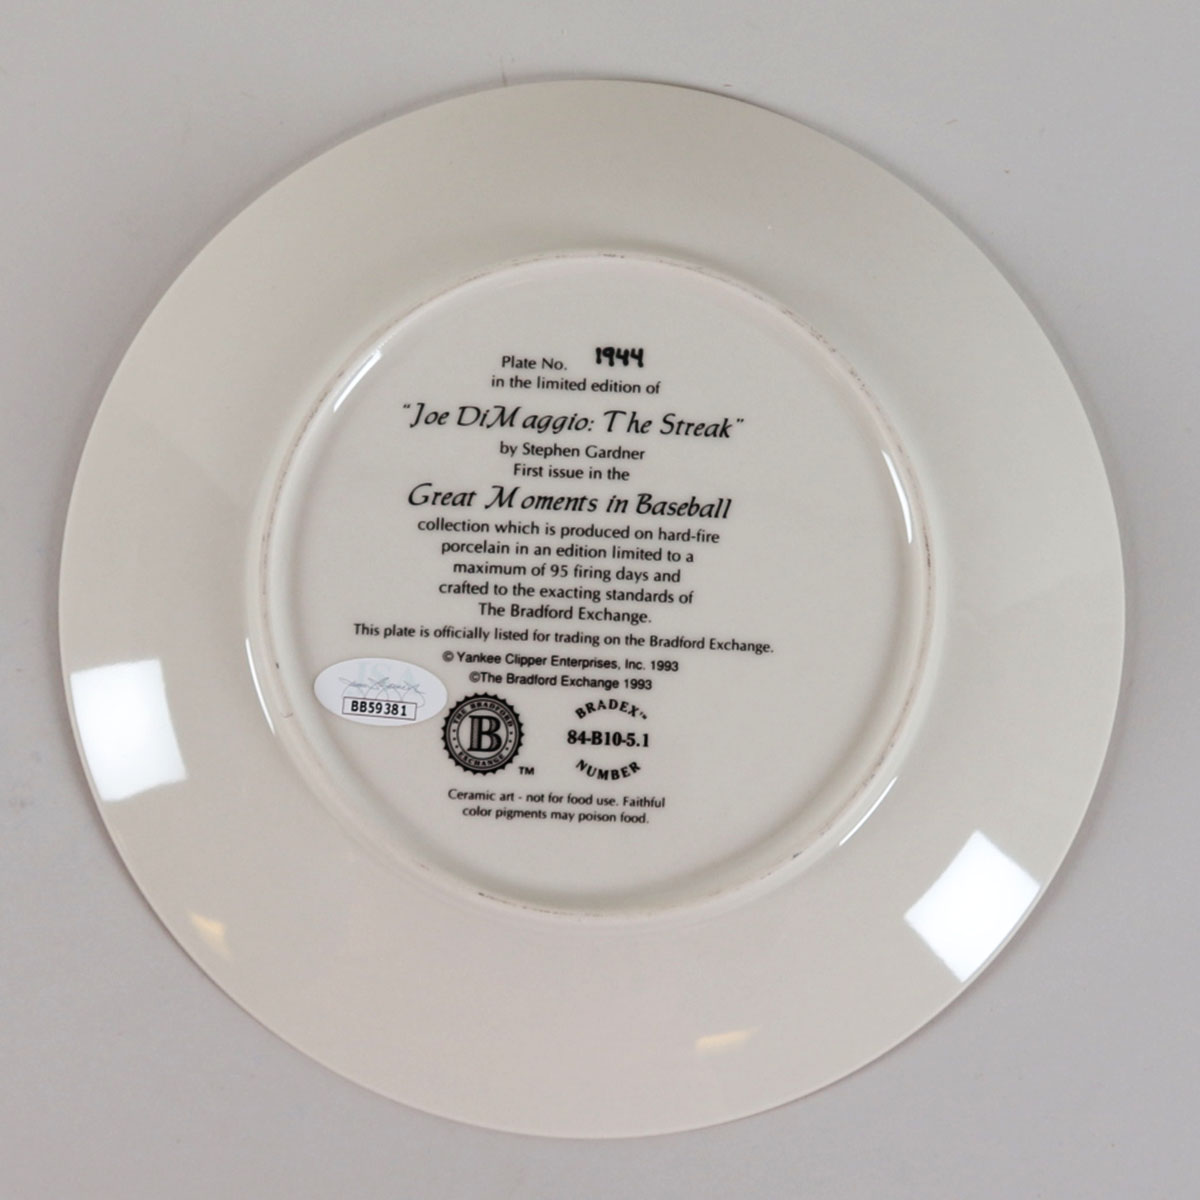 Plate No. 1944
in the limited edition of
"Joe DiMaggio: The Streak"
by Stephen Gardner
First issue in the
Great Moments in Baseball
collection which is produced on hard-fire
porcelain in an edition limited to a
maximum of 95 firing days and
crafted to the exacting standards of
The Bradford Exchange.
This plate is officially listed for trading on the Bradford Exchange.
© Yankee Clipper Enterprises, Inc. 1993
©The Bradford Exchange 1993
BB59381
THE BRADFORD
B
EXCHANGE
TM
BRADEX™
84-B10-5.1
NUMBER
Ceramic art - not for food use. Faithful
color pigments may poison food.